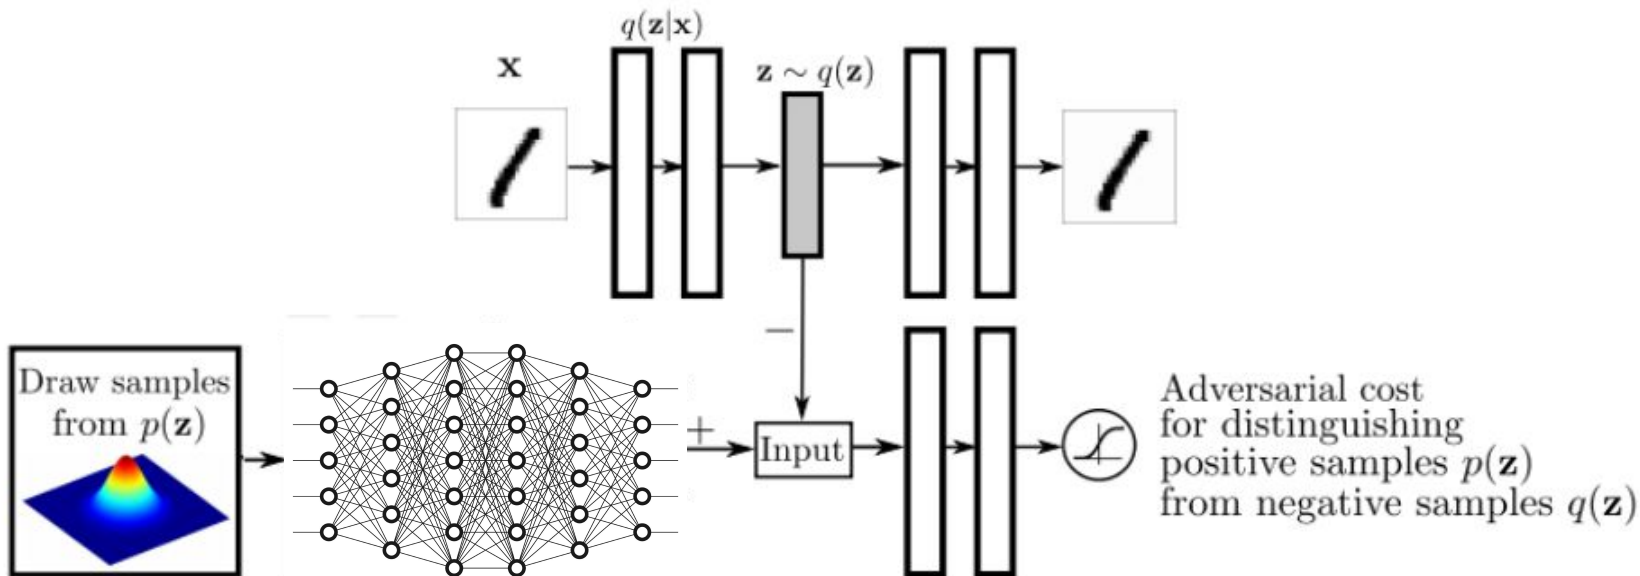 q(z|x)
x
z ∼ q(z)
−
Draw samples
from p(z)
+
Input
Adversarial cost
for distinguishing
positive samples p(z)
from negative samples q(z)